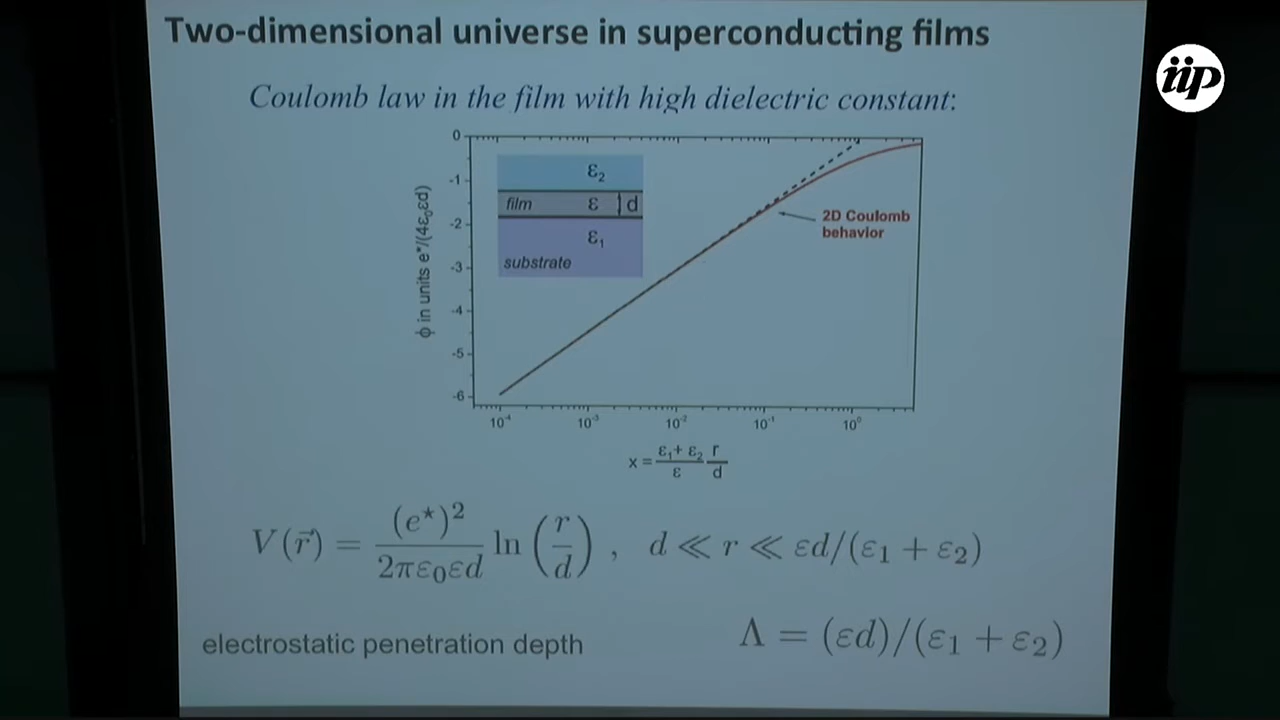 Two-dimensional universe in superconducting films
iip
Coulomb law in the film with high dielectric constant:
0
-1
-2
-3
-4
-5
-6
ϕ in units e*/(4ε₀εd)
ε₂
film ε d
ε₁
substrate
2D Coulomb
behavior
10⁻⁴ 10⁻³ 10⁻² 10⁻¹ 10⁰
x = (ε₁+ ε₂)/ε r/d
V(r⃗) = (e⋆)²/(2πε₀εd) ln(r/d) , d ≪ r ≪ εd/(ε₁ + ε₂)
electrostatic penetration depth Λ = (εd)/(ε₁ + ε₂)